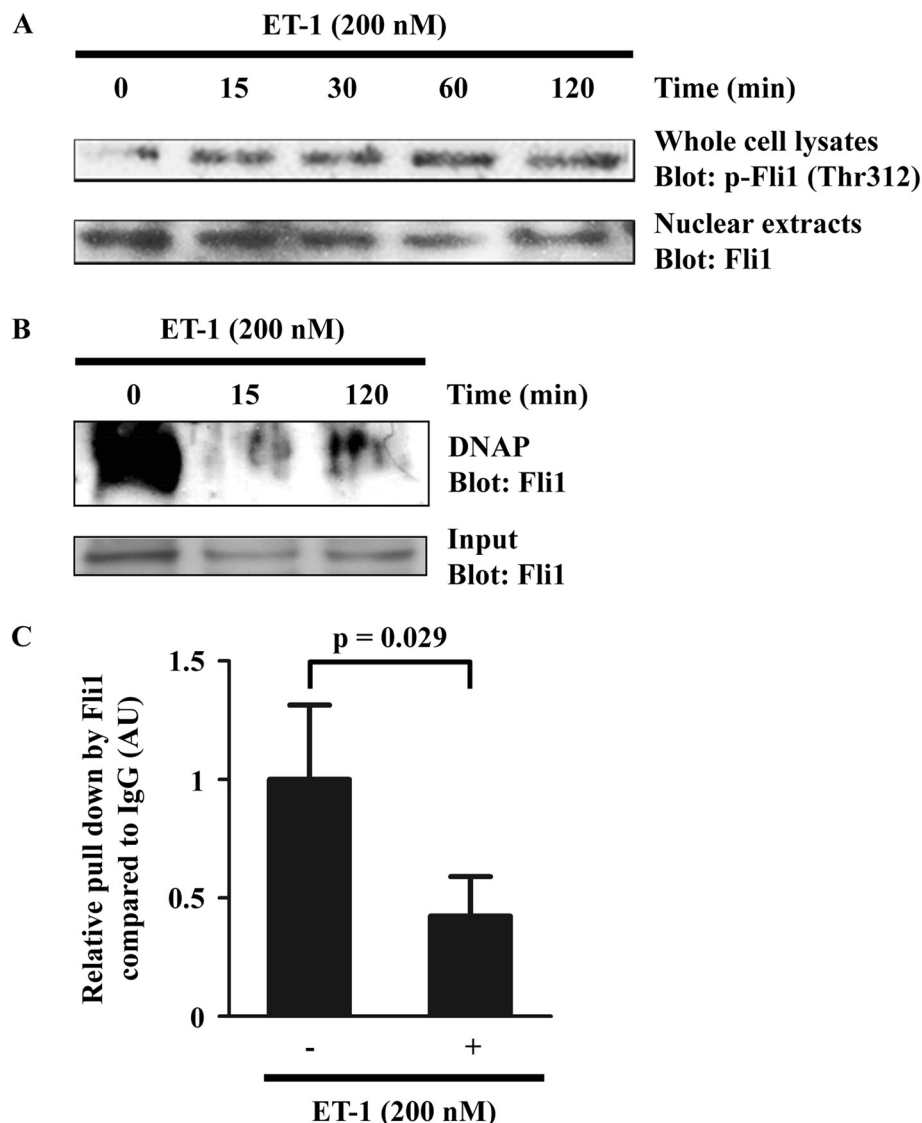 A
ET-1 (200 nM)
0 15 30 60 120 Time (min)
Whole cell lysates
Blot: p-Fli1 (Thr312)
Nuclear extracts
Blot: Fli1
B
ET-1 (200 nM)
0 15 120 Time (min)
DNAP
Blot: Fli1
Input
Blot: Fli1
C
p = 0.029
Relative pull down by Fli1
compared to IgG (AU)
1.5
1
0.5
0
- +
ET-1 (200 nM)